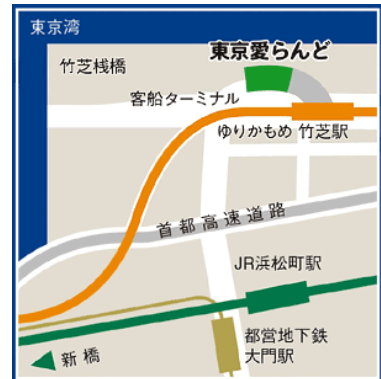 東京湾
竹芝桟橋
東京愛らんど
客船ターミナル
ゆりかもめ 竹芝駅
首都高速道路
JR浜松町駅
都営地下鉄
大門駅
新橋